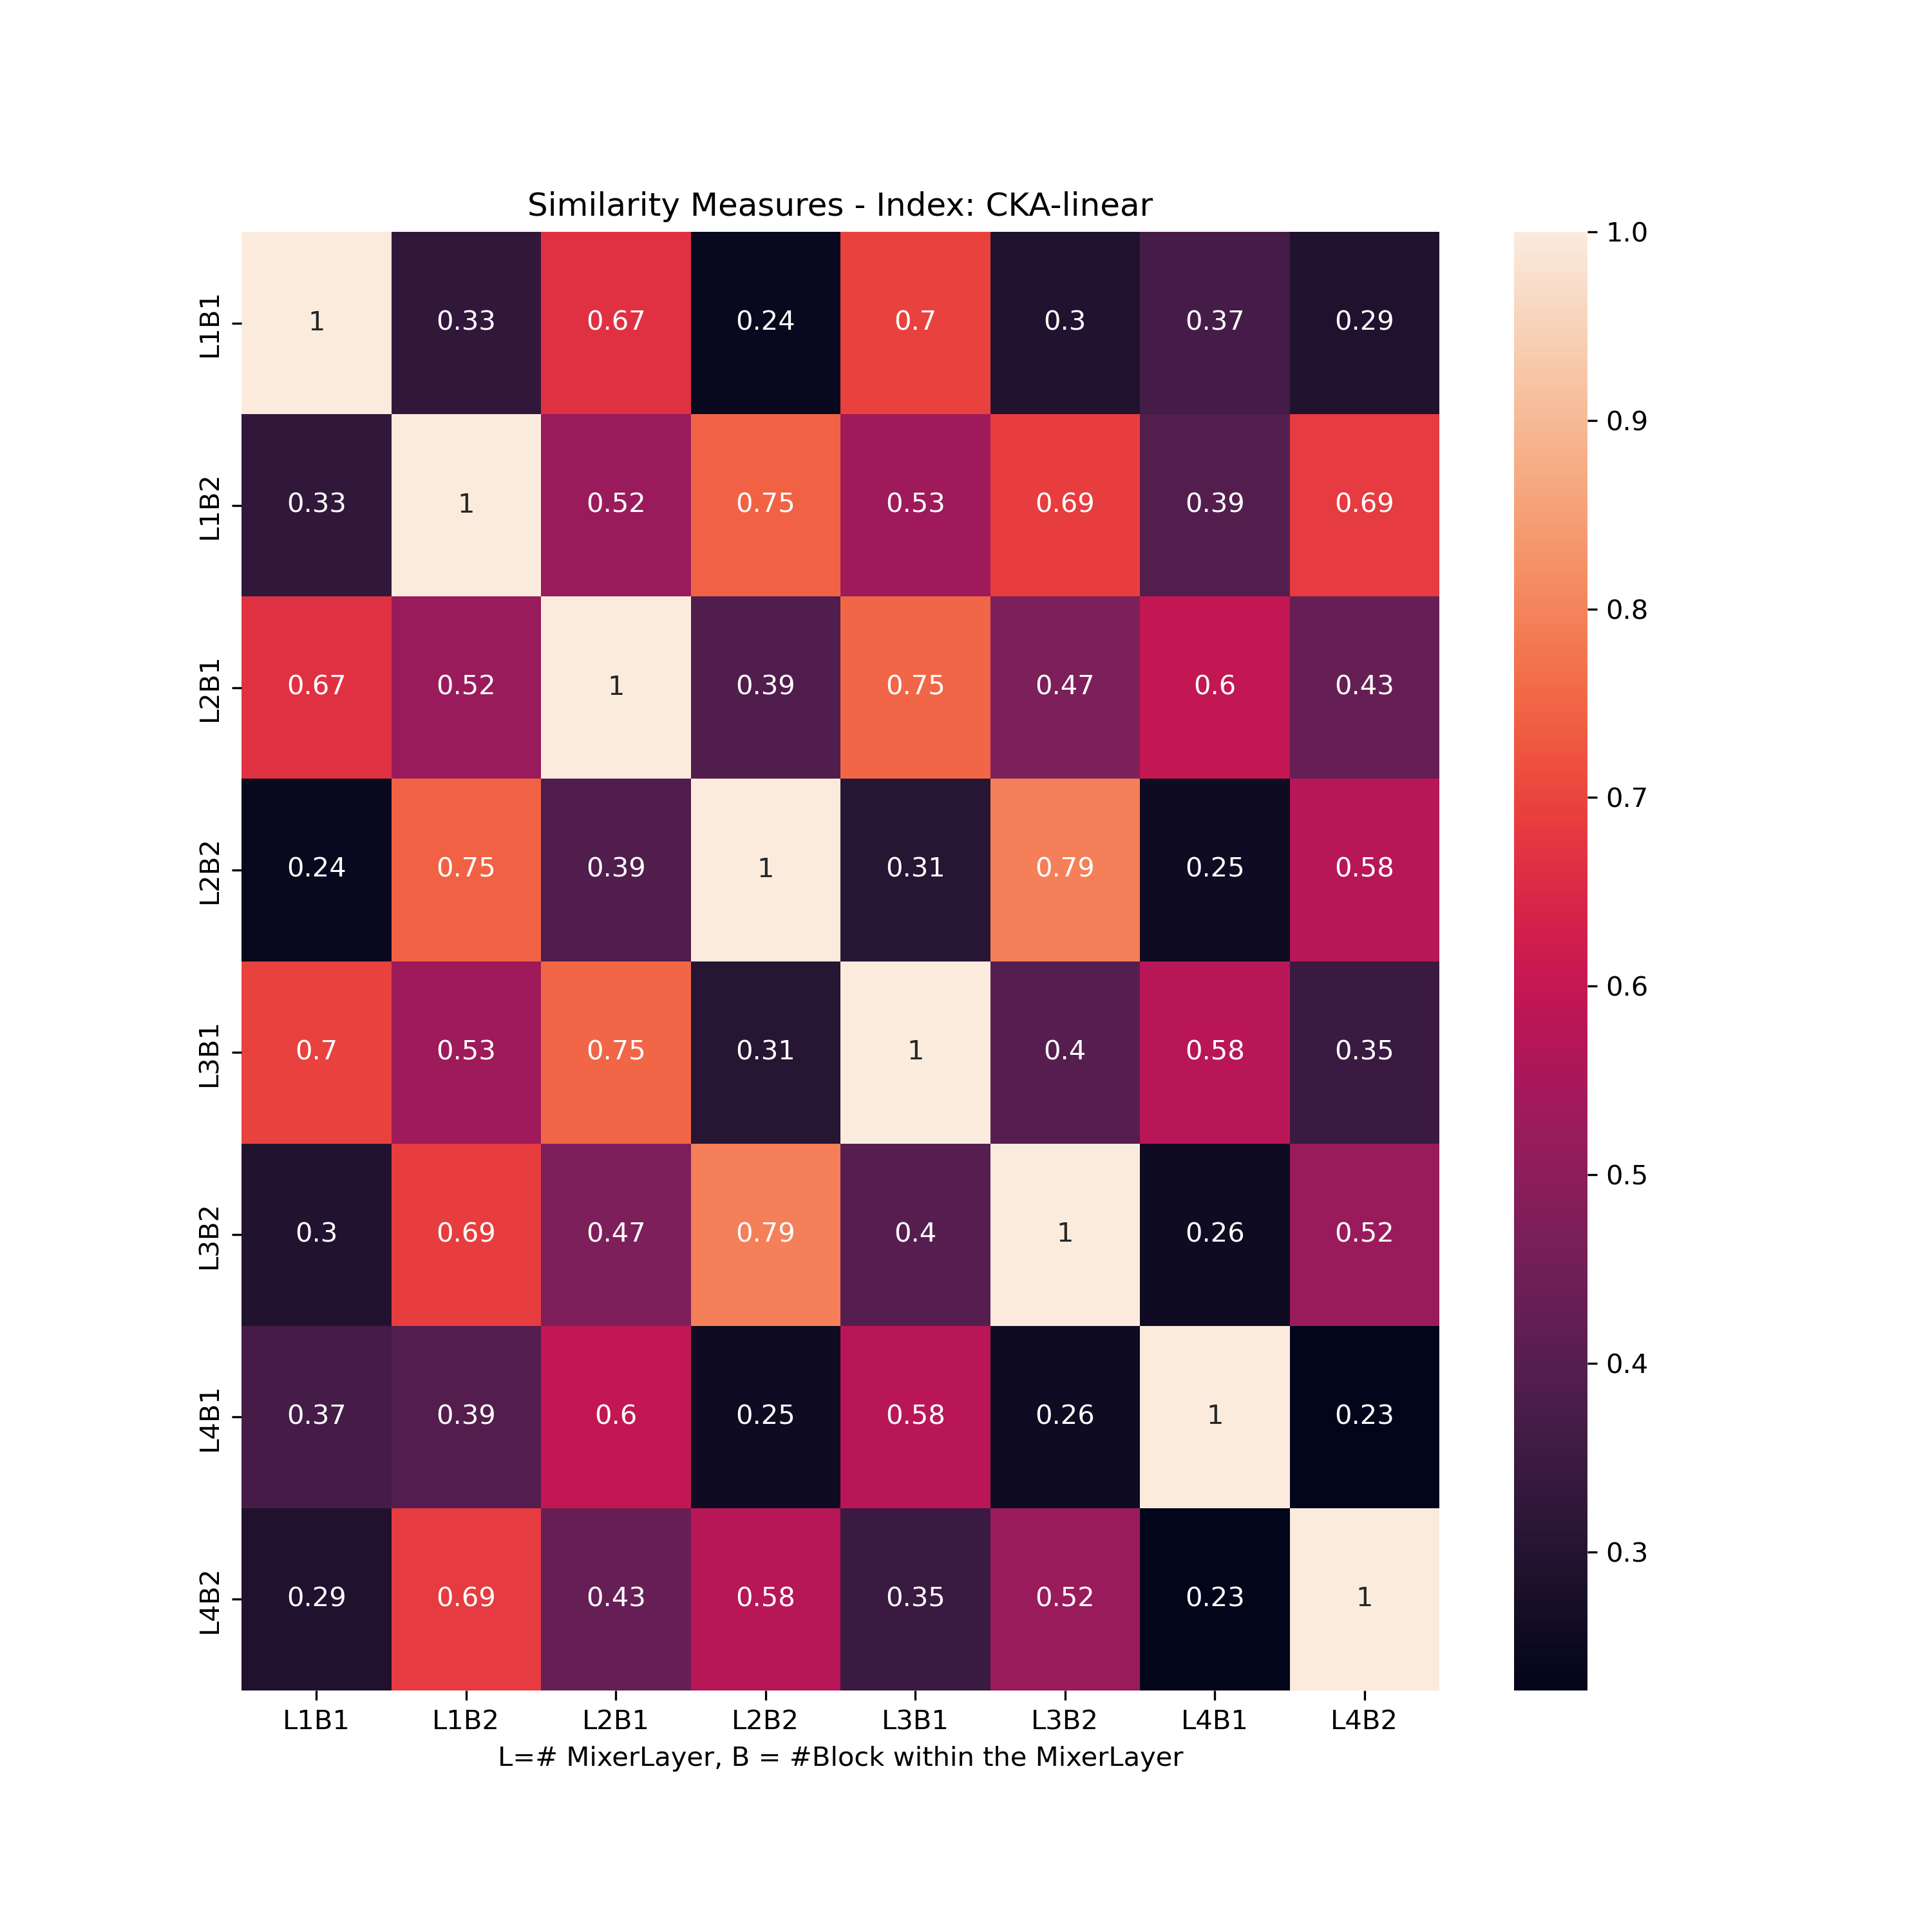 Similarity Measures - Index: CKA-linear
1.0
L1B1 1 0.33 0.67 0.24 0.7 0.3 0.37 0.29
0.9
L1B2 0.33 1 0.52 0.75 0.53 0.69 0.39 0.69
0.8
L2B1 0.67 0.52 1 0.39 0.75 0.47 0.6 0.43
0.7
L2B2 0.24 0.75 0.39 1 0.31 0.79 0.25 0.58
0.6
L3B1 0.7 0.53 0.75 0.31 1 0.4 0.58 0.35
0.5
L3B2 0.3 0.69 0.47 0.79 0.4 1 0.26 0.52
0.4
L4B1 0.37 0.39 0.6 0.25 0.58 0.26 1 0.23
0.3
L4B2 0.29 0.69 0.43 0.58 0.35 0.52 0.23 1
L1B1 L1B2 L2B1 L2B2 L3B1 L3B2 L4B1 L4B2
L=# MixerLayer, B = #Block within the MixerLayer